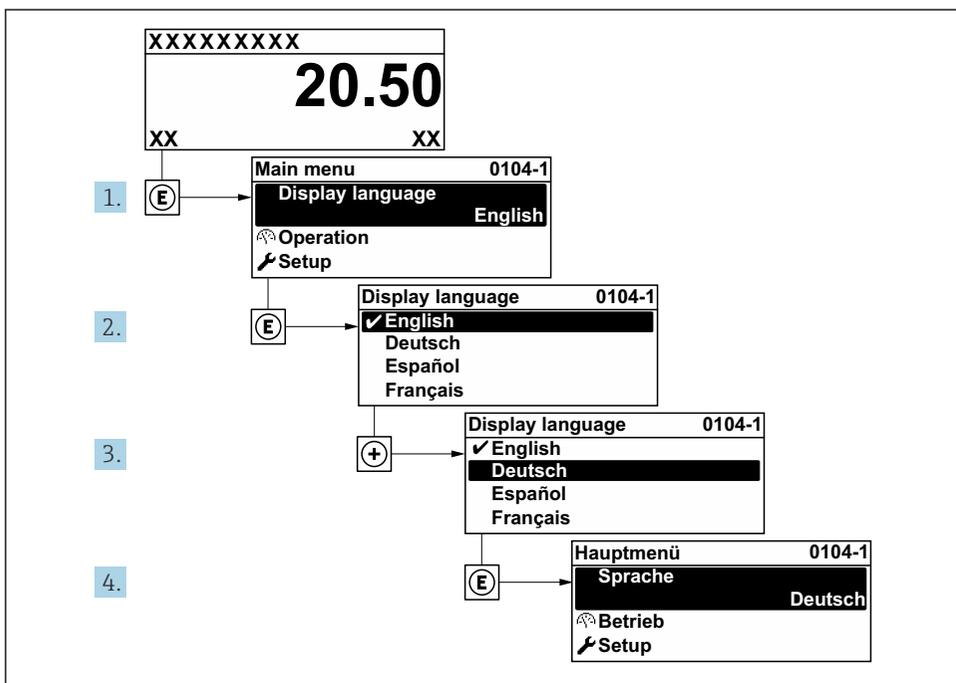 XXXXXXXXX
20.50
XX XX
1.
E
Main menu 0104-1
Display language
English
Operation
Setup
2.
E
Display language 0104-1
✔English
Deutsch
Español
Français
3.
+
Display language 0104-1
✔English
Deutsch
Español
Français
4.
E
Hauptmenü 0104-1
Sprache
Deutsch
Betrieb
Setup